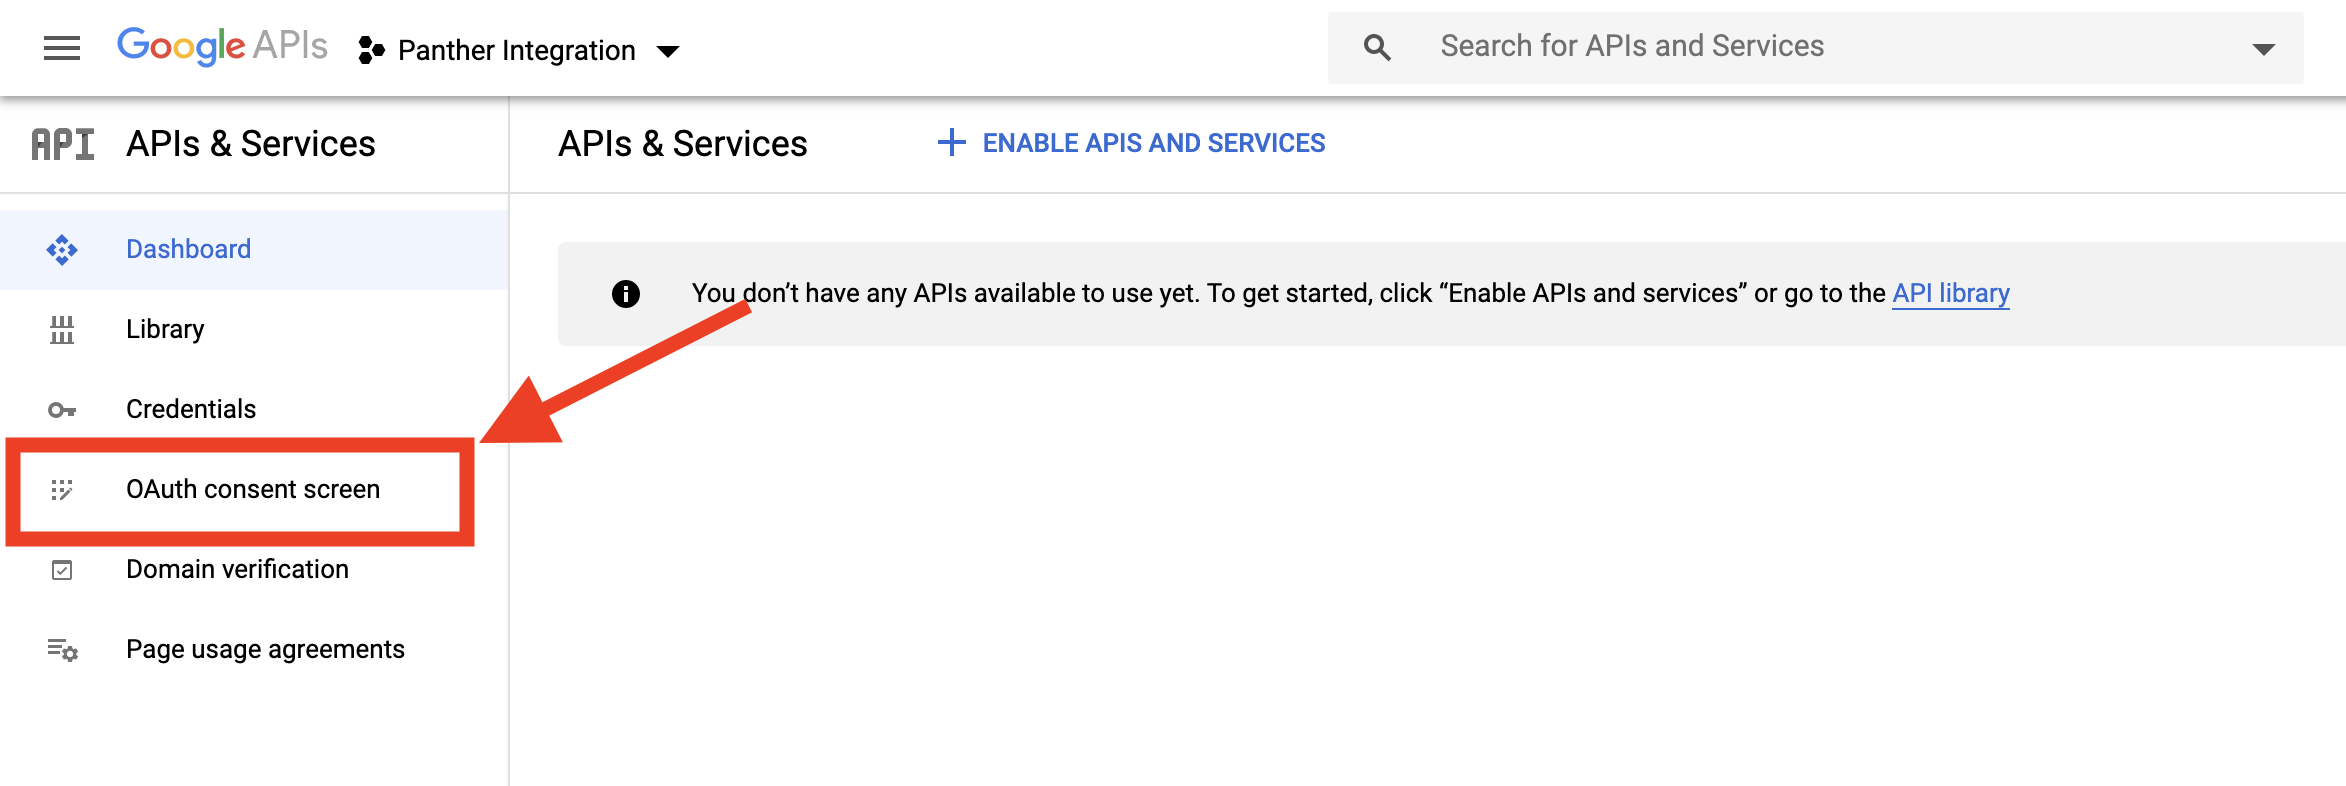 Google APIs
Panther Integration
Search for APIs and Services
API
APIs & Services
APIs & Services
ENABLE APIS AND SERVICES
Dashboard
You don’t have any APIs available to use yet. To get started, click “Enable APIs and services” or go to the API library
Library
Credentials
OAuth consent screen
Domain verification
Page usage agreements